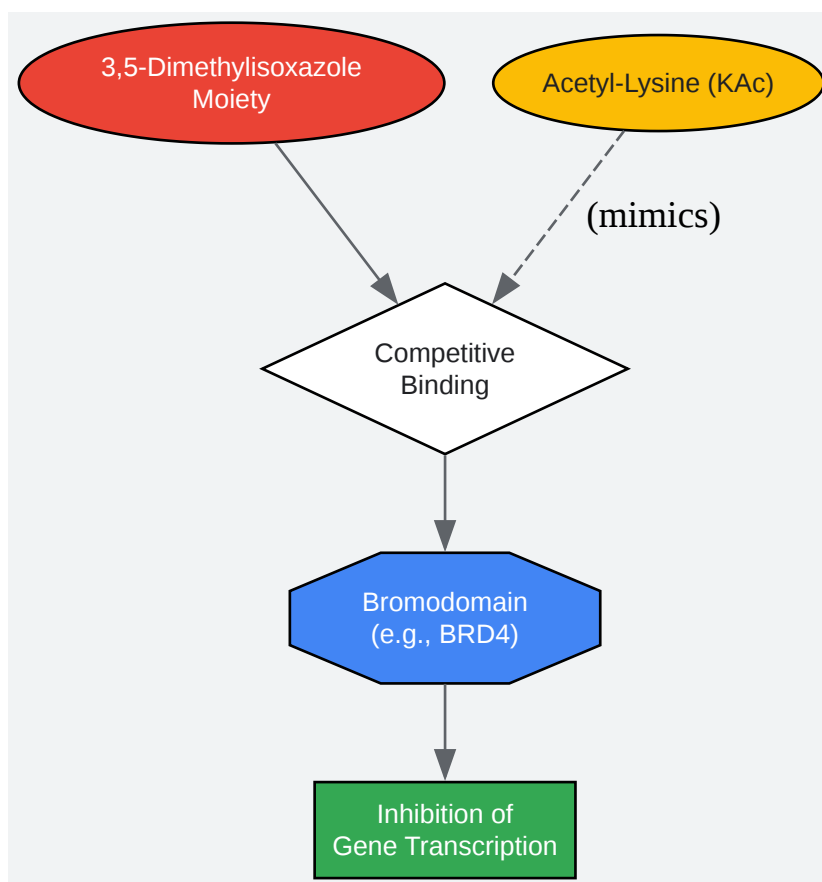 3,5-Dimethylisoxazole
Moiety
Acetyl-Lysine (KAc)
(mimics)
Competitive
Binding
Bromodomain
(e.g., BRD4)
Inhibition of
Gene Transcription